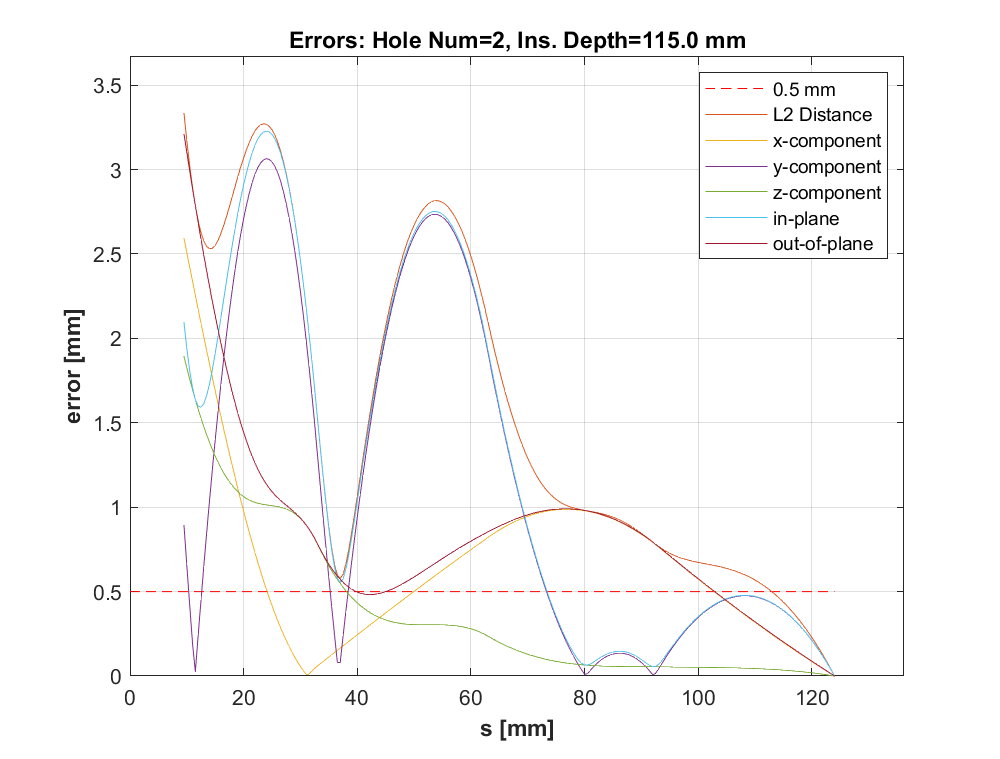 Errors: Hole Num=2, Ins. Depth=115.0 mm
3.5
3
2.5
2
1.5
1
0.5
0
error [mm]
0 20 40 60 80 100 120
s [mm]
0.5 mm
L2 Distance
x-component
y-component
z-component
in-plane
out-of-plane